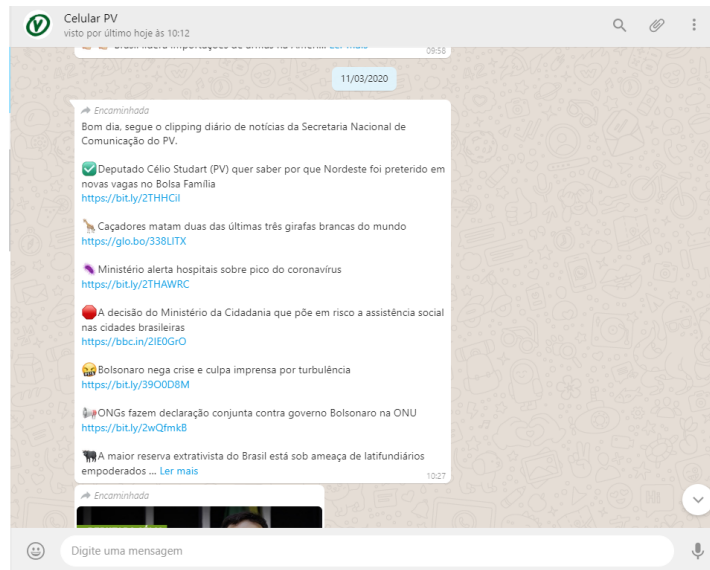 Celular PV
visto por último hoje às 10:12
Ler mais
09:58
11/03/2020
Encaminhada
Bom dia, segue o clipping diário de notícias da Secretaria Nacional de
Comunicação do PV.
Deputado Célio Studart (PV) quer saber por que Nordeste foi preterido em
novas vagas no Bolsa Família
https://bit.ly/2THHCil
Caçadores matam duas das últimas três girafas brancas do mundo
https://glo.bo/338LITX
Ministério alerta hospitais sobre pico do coronavírus
https://bit.ly/2THAWRC
A decisão do Ministério da Cidadania que põe em risco a assistência social
nas cidades brasileiras
https://bbc.in/2IE0GrO
Bolsonaro nega crise e culpa imprensa por turbulência
https://bit.ly/39O0D8M
ONGs fazem declaração conjunta contra governo Bolsonaro na ONU
https://bit.ly/2wQfmkB
A maior reserva extrativista do Brasil está sob ameaça de latifundiários
empoderados ... Ler mais
10:27
Encaminhada
Digite uma mensagem